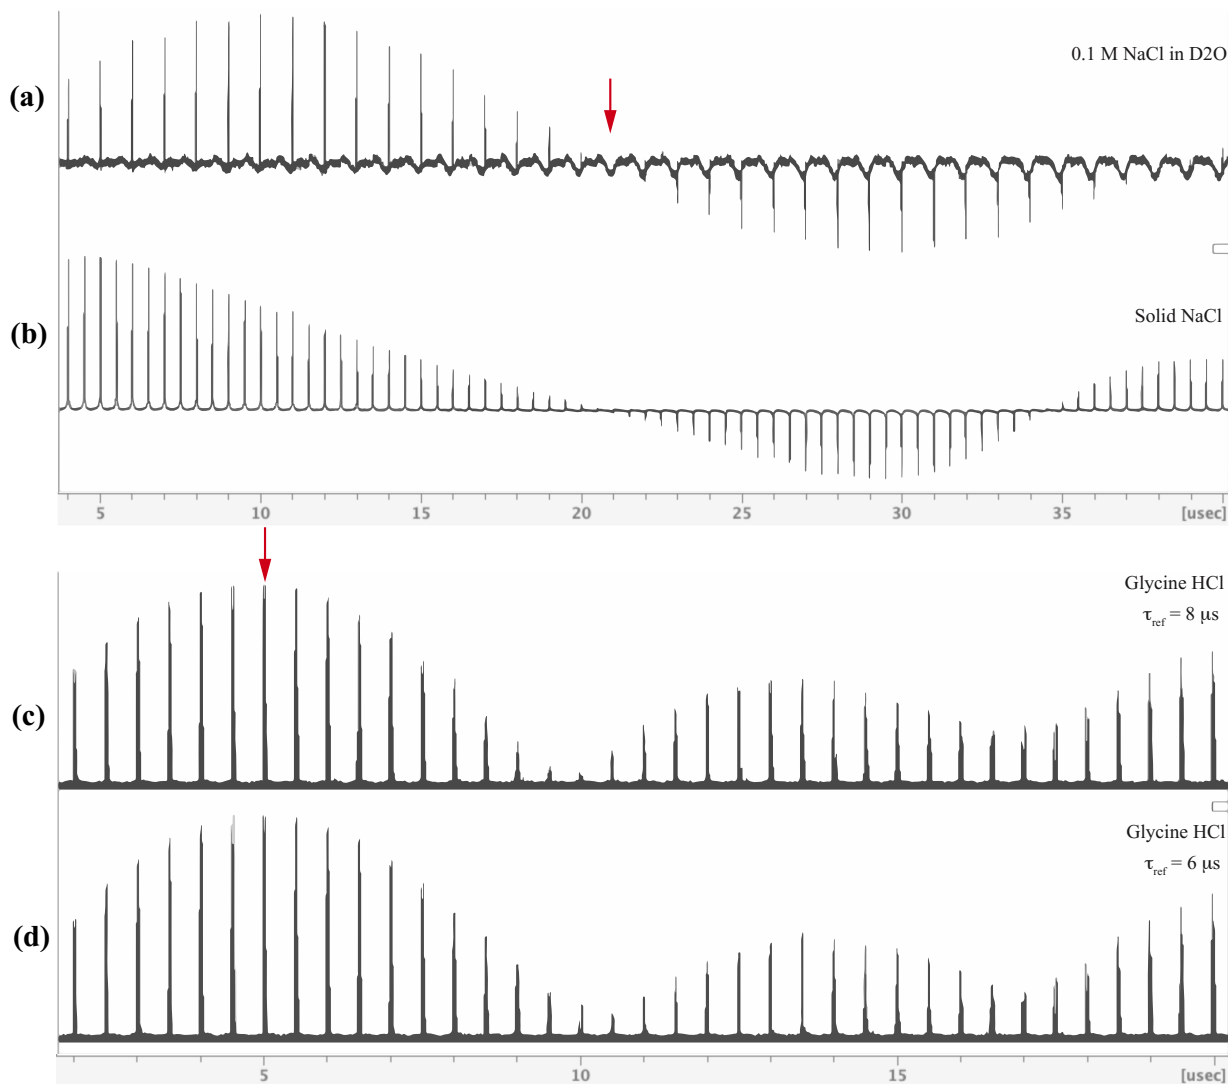 (a)
0.1 M NaCl in D2O
(b)
Solid NaCl
5 10 15 20 25 30 35 [usec]
(c)
Glycine HCl
τref = 8 μs
(d)
Glycine HCl
τref = 6 μs
5 10 15 [usec]